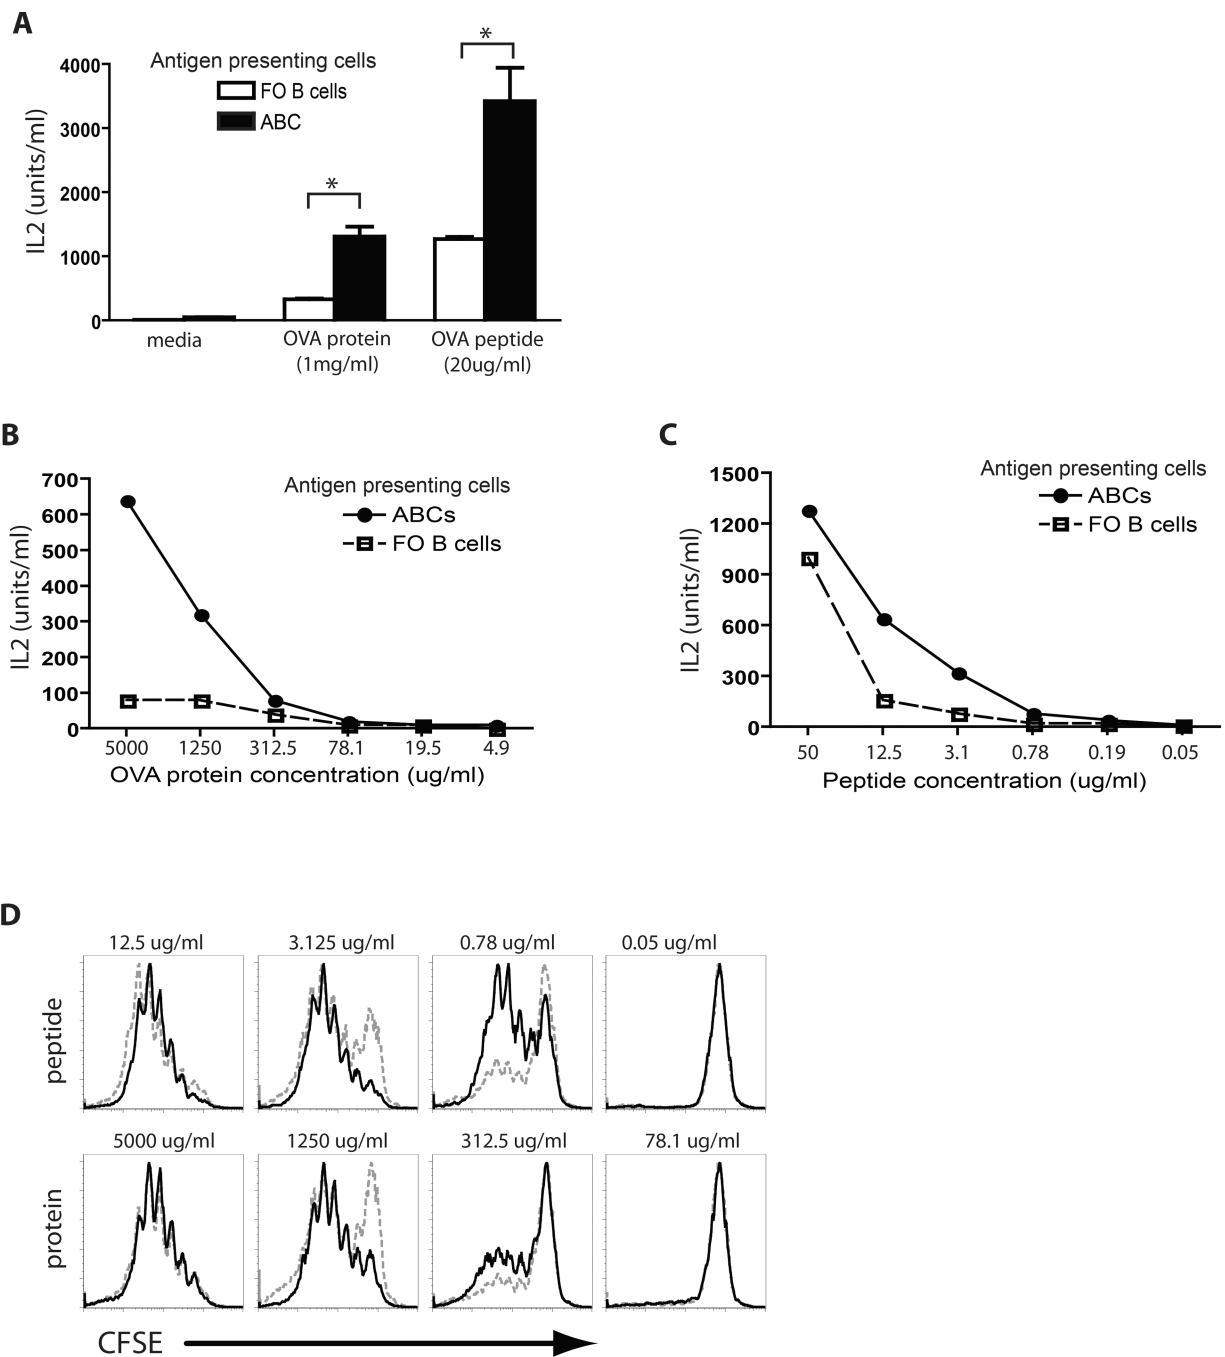 A
Antigen presenting cells
FO B cells
ABC
*
*
4000
3000
2000
1000
0
IL2 (units/ml)
media
OVA protein
(1mg/ml)
OVA peptide
(20ug/ml)
B
Antigen presenting cells
ABCs
FO B cells
700
600
500
400
300
200
100
0
IL2 (units/ml)
5000 1250 312.5 78.1 19.5 4.9
OVA protein concentration (ug/ml)
C
Antigen presenting cells
ABCs
FO B cells
1500
1200
900
600
300
0
IL2 (units/ml)
50 12.5 3.1 0.78 0.19 0.05
Peptide concentration (ug/ml)
D
12.5 ug/ml 3.125 ug/ml 0.78 ug/ml 0.05 ug/ml
peptide
5000 ug/ml 1250 ug/ml 312.5 ug/ml 78.1 ug/ml
protein
CFSE